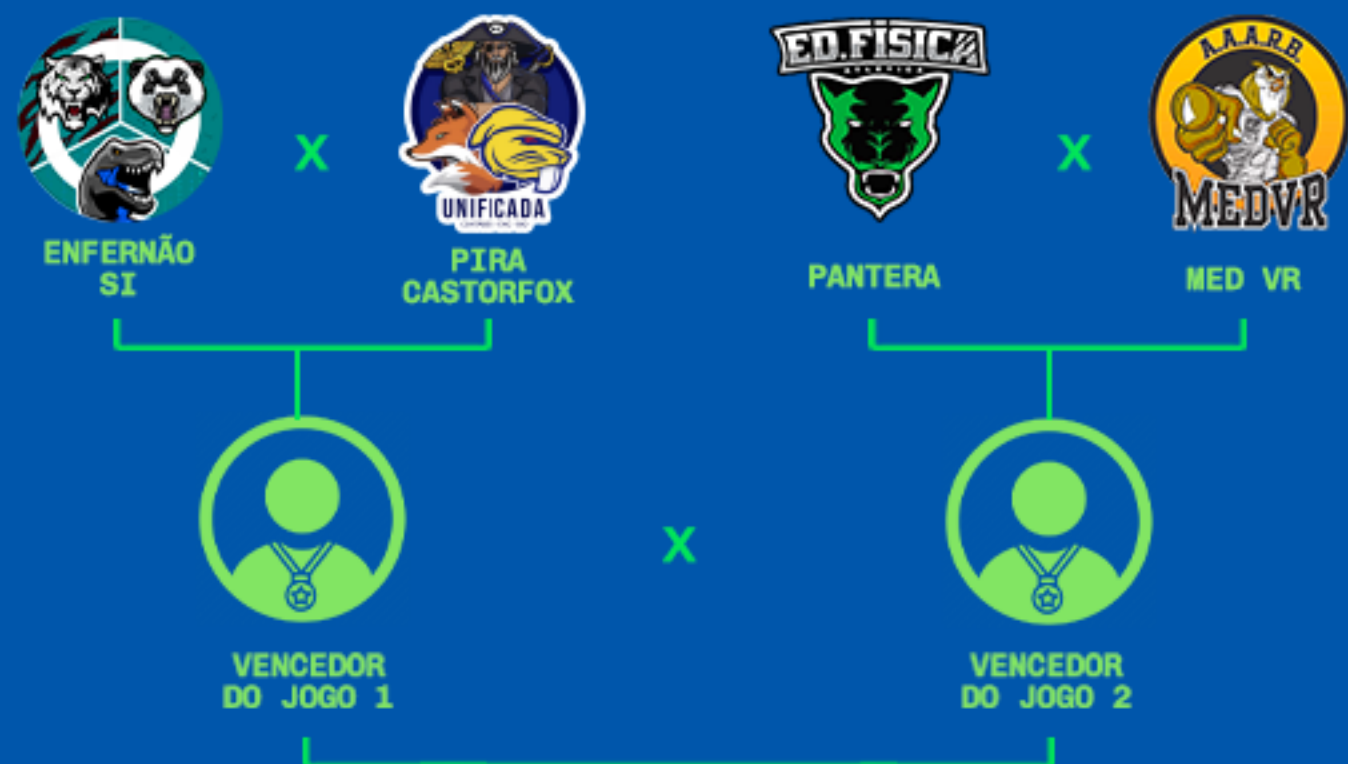 ED.FÍSICA
A.A.A.R.B.
UNIFICADA
MEDVR
X
X
ENFERNÃO
SI
PIRA
CASTORFOX
PANTERA
MED VR
X
VENCEDOR
DO JOGO 1
VENCEDOR
DO JOGO 2